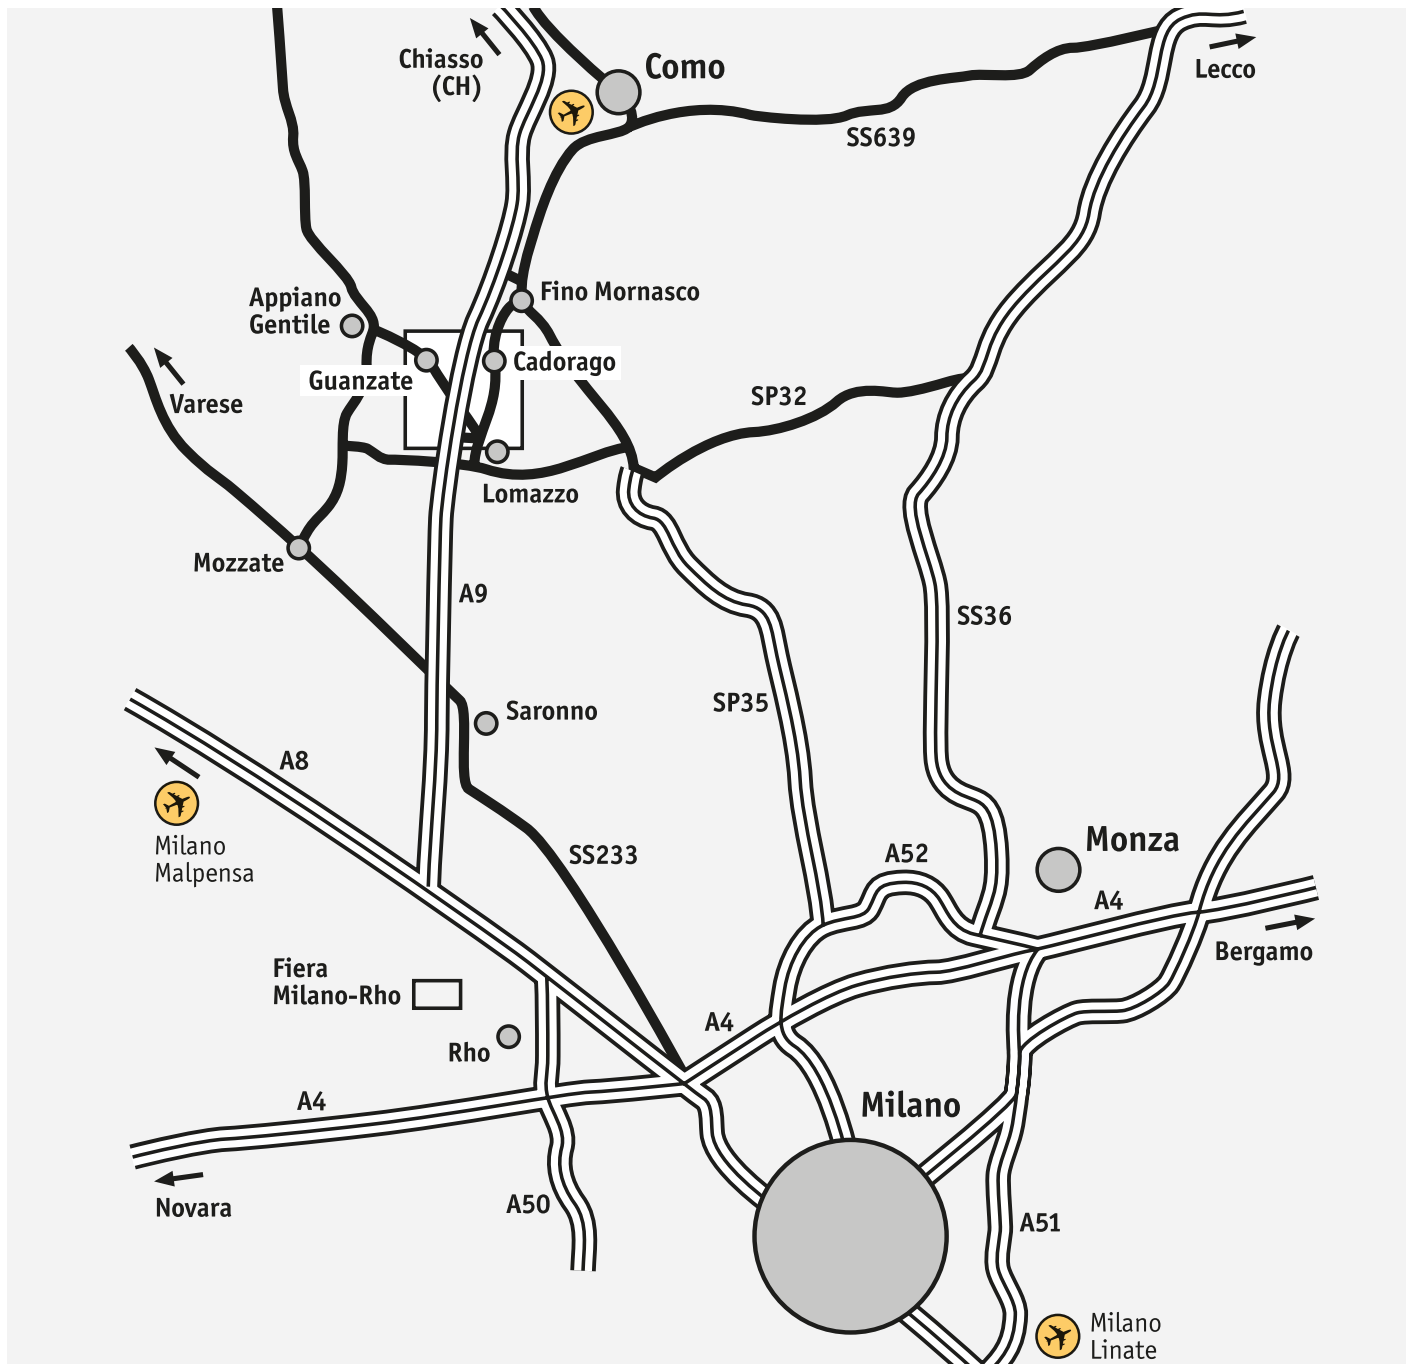 Chiasso
(CH)
Como
Lecco
SS639
Appiano
Gentile
Fino Mornasco
Guanzate
Cadorago
Varese
SP32
Lomazzo
Mozzate
A9
SS36
SP35
Saronno
A8
Milano
Malpensa
SS233
A52
Monza
A4
Bergamo
Fiera
Milano-Rho
A4
Rho
A4
Milano
Novara
A50
A51
Milano
Linate